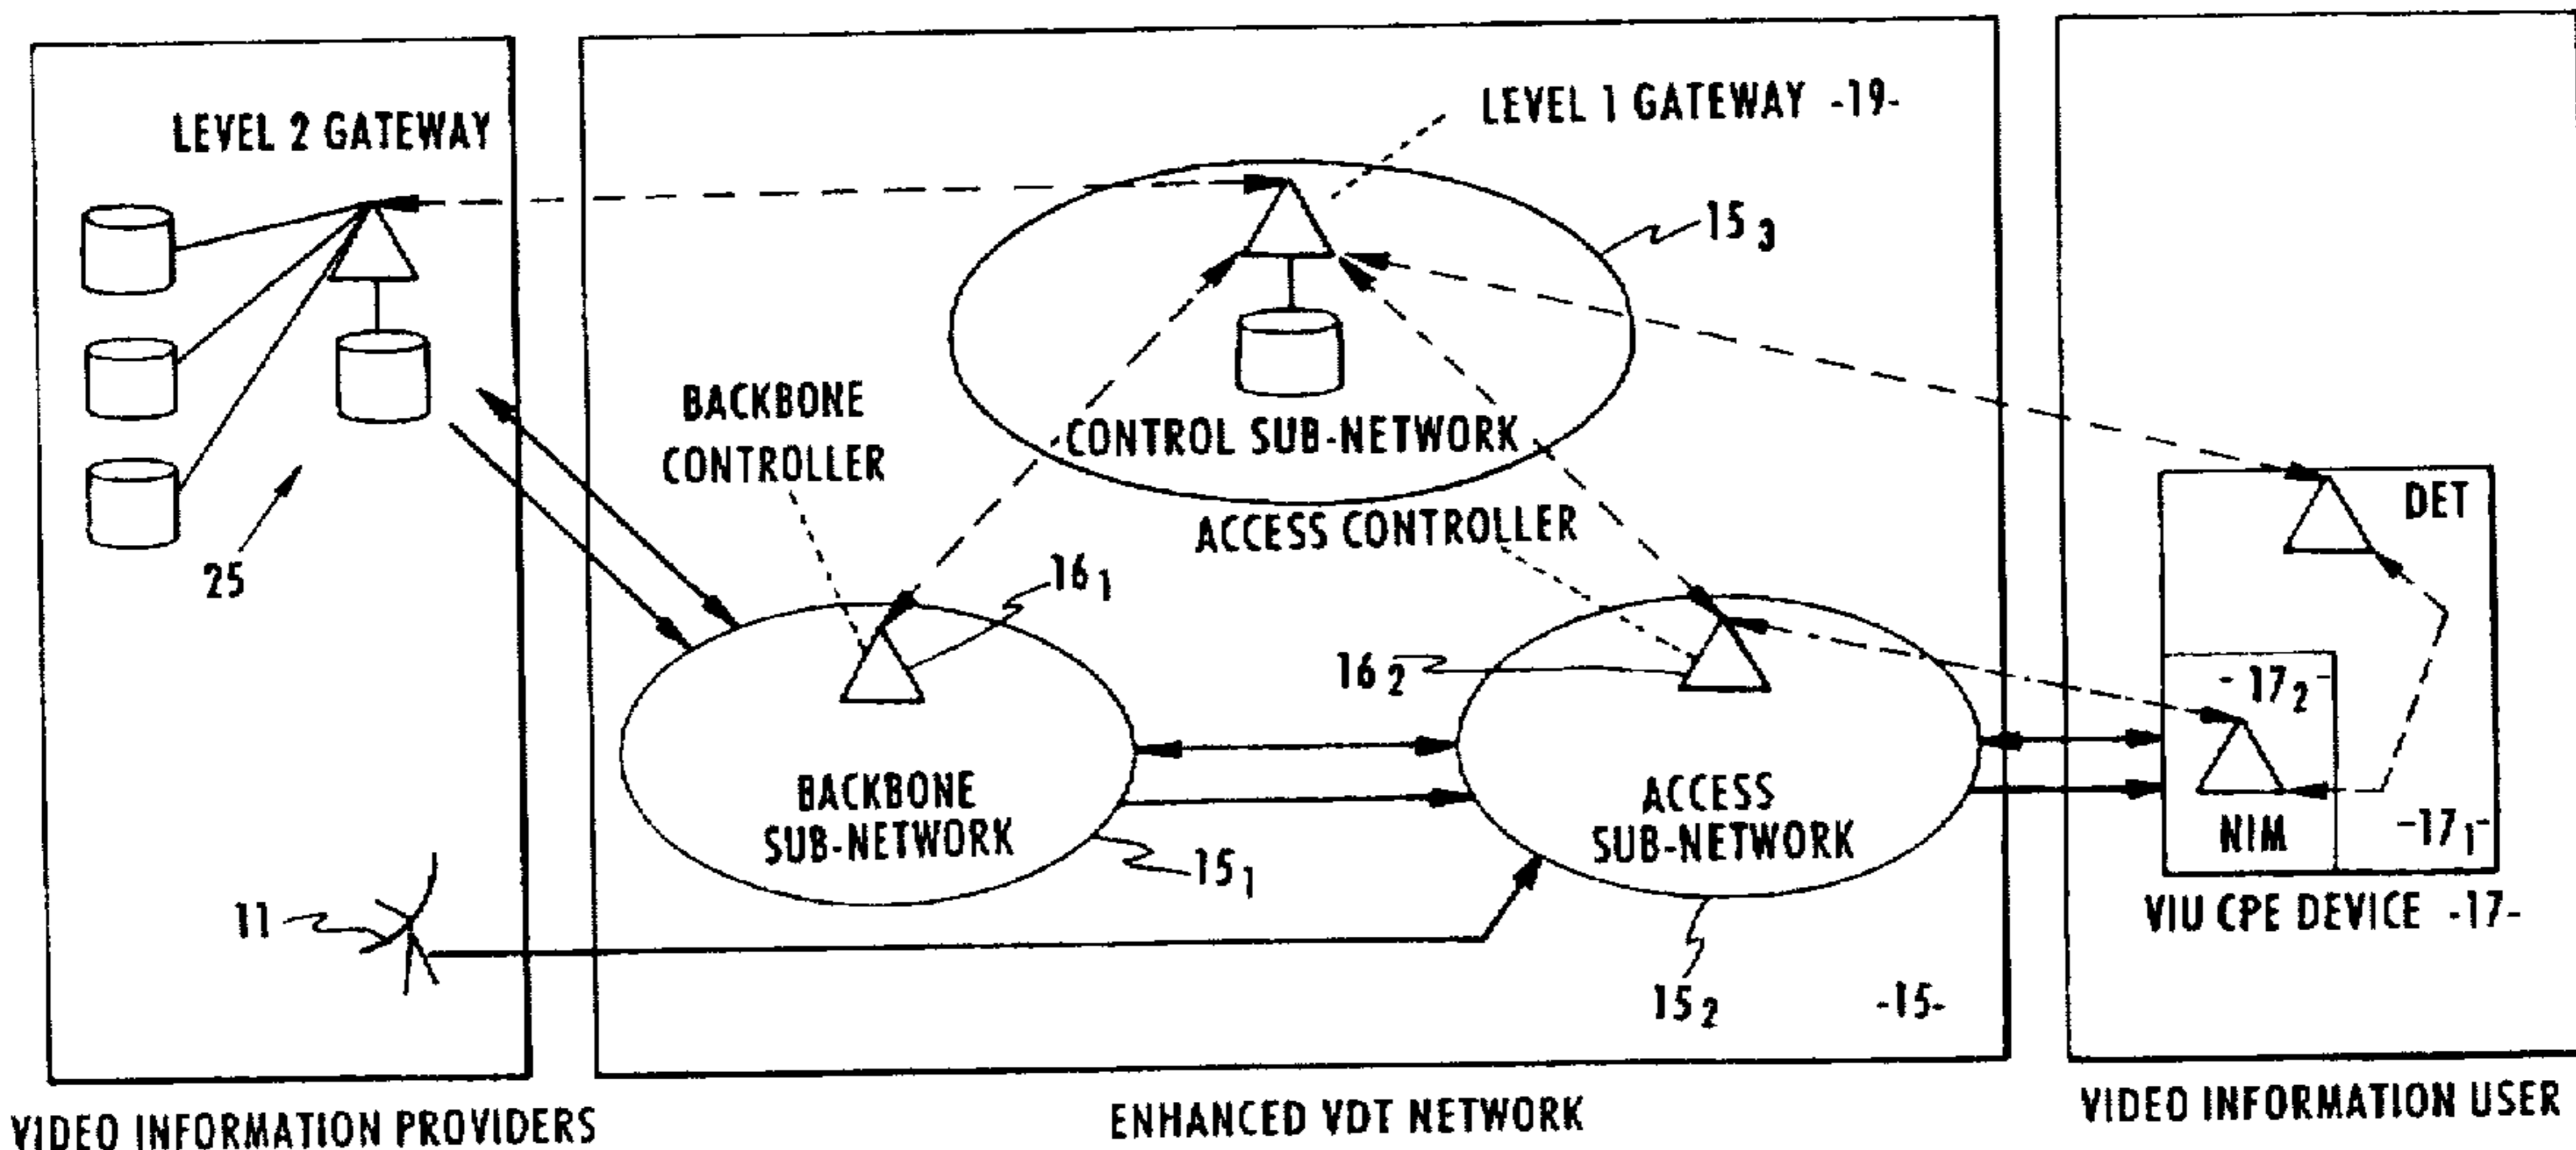 LEVEL 2 GATEWAY
25
11
VIDEO INFORMATION PROVIDERS
LEVEL 1 GATEWAY -19-
15 3
CONTROL SUB-NETWORK
BACKBONE
CONTROLLER
ACCESS CONTROLLER
16 1
16 2
BACKBONE
SUB-NETWORK
15 1
ACCESS
SUB-NETWORK
15 2
-15-
ENHANCED VDT NETWORK
DET
-17 2-
NIM
-17 1-
VIU CPE DEVICE -17-
VIDEO INFORMATION USER